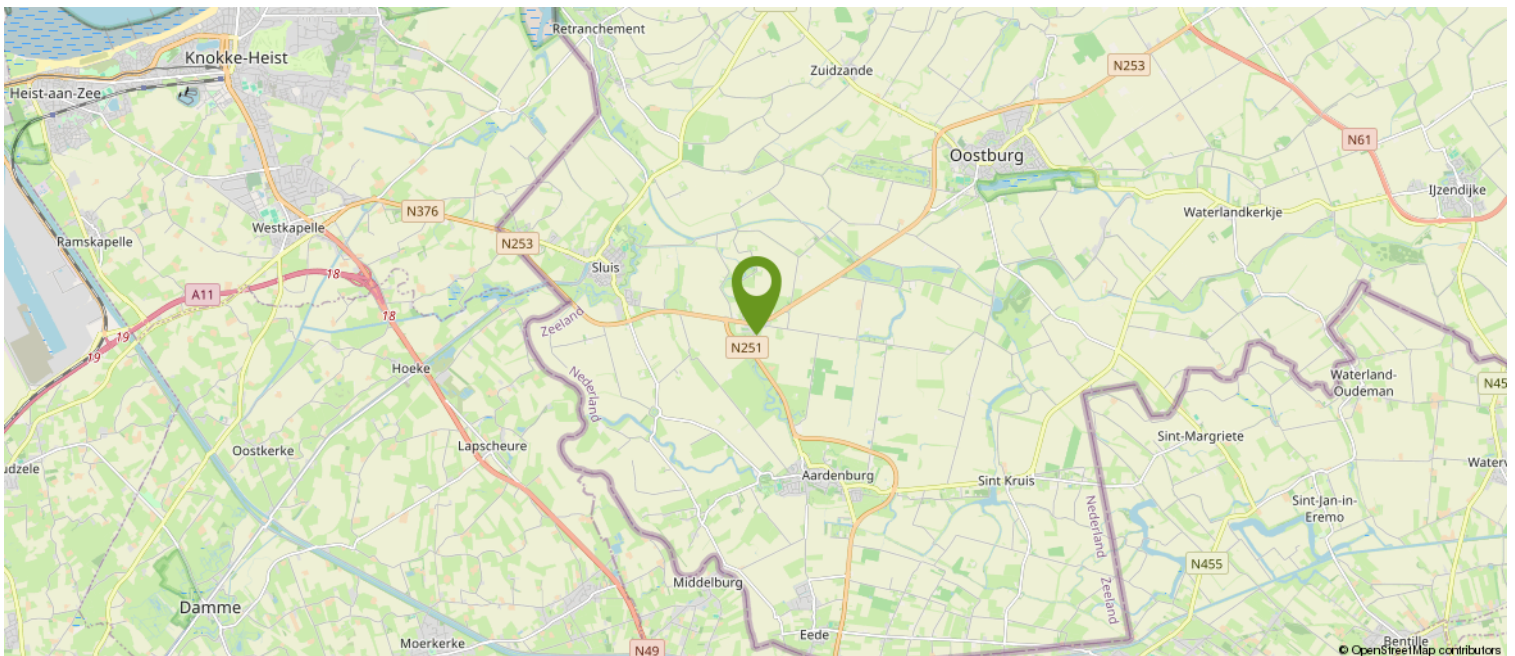 Retranchement
Knokke-Heist
Zuidzande
N253
Heist-aan-Zee
N61
Oostburg
IJzendijke
N376
Waterlandkerkje
Westkapelle
Ramskapelle
N253
Sluis
18
A11
18
Zeeland
19
19
N251
Hoeke
Nederland
Waterland-
Oudeman
N45
Sint-Margriete
Oostkerke
Lapscheure
udzele
Aardenburg
Sint Kruis
Waterv
Sint-Jan-in-
Eremo
Nederland
N455
Middelburg
Zeeland
Damme
Eede
Moerkerke
Bentille
N49
© OpenStreetMap contributors